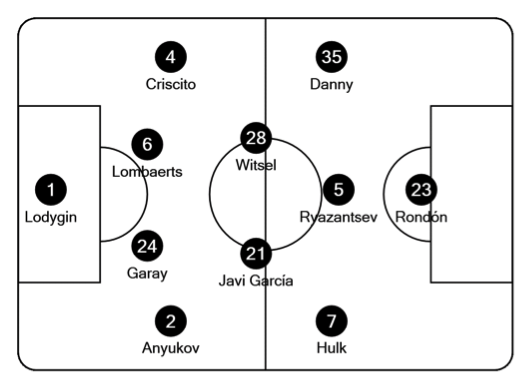 4
Criscito
35
Danny
6
Lombaerts
28
Witsel
1
Lodygin
5
Ryazantsev
23
Rondón
24
Garay
21
Javi García
2
Anyukov
7
Hulk